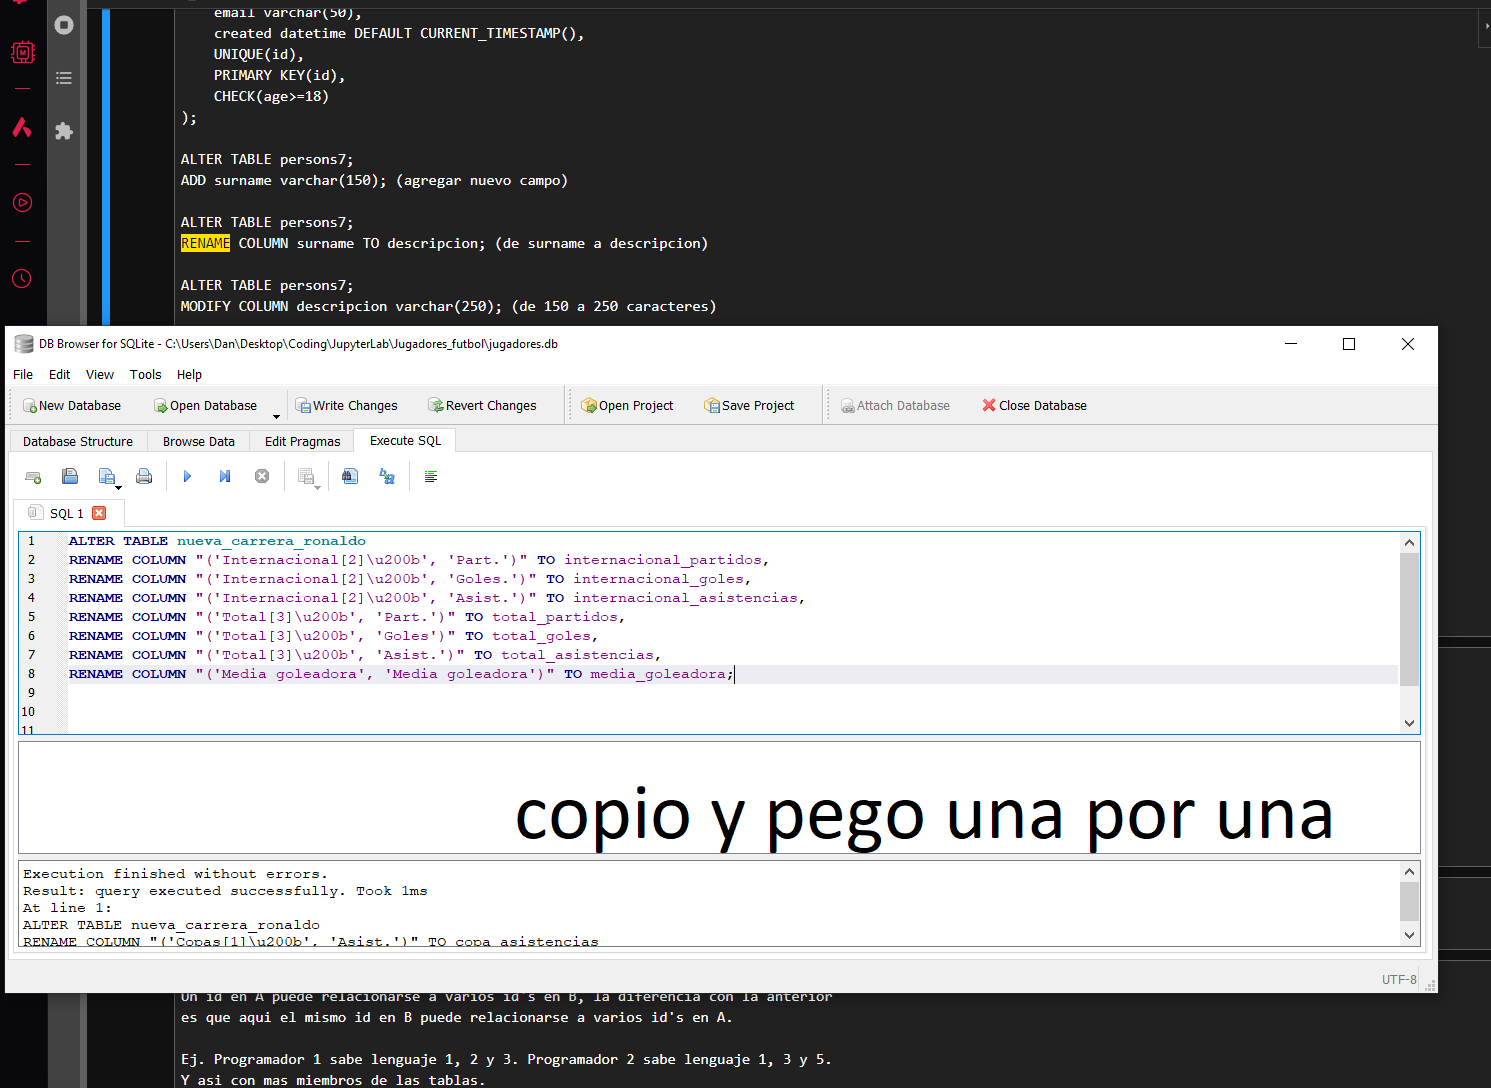 email varchar(50),
created datetime DEFAULT CURRENT_TIMESTAMP(),
UNIQUE(id),
PRIMARY KEY(id),
CHECK(age>=18)
);
ALTER TABLE persons7;
ADD surname varchar(150); (agregar nuevo campo)
ALTER TABLE persons7;
RENAME COLUMN surname TO descripcion; (de surname a descripcion)
ALTER TABLE persons7;
MODIFY COLUMN descripcion varchar(250); (de 150 a 250 caracteres)
DB Browser for SQLite - C:\Users\Dan\Desktop\Coding\JupyterLab\Jugadores_futbol\jugadores.db
File Edit View Tools Help
New Database Open Database Write Changes Revert Changes Open Project Save Project Attach Database Close Database
Database Structure Browse Data Edit Pragmas Execute SQL
SQL 1
1 ALTER TABLE nueva_carrera_ronaldo
2 RENAME COLUMN "('Internacional[2]\u200b', 'Part.')" TO internacional_partidos,
3 RENAME COLUMN "('Internacional[2]\u200b', 'Goles.')" TO internacional_goles,
4 RENAME COLUMN "('Internacional[2]\u200b', 'Asist.')" TO internacional_asistencias,
5 RENAME COLUMN "('Total[3]\u200b', 'Part.')" TO total_partidos,
6 RENAME COLUMN "('Total[3]\u200b', 'Goles')" TO total_goles,
7 RENAME COLUMN "('Total[3]\u200b', 'Asist.')" TO total_asistencias,
8 RENAME COLUMN "('Media goleadora', 'Media goleadora')" TO media_goleadora;
9
10
11
copio y pego una por una
Execution finished without errors.
Result: query executed successfully. Took 1ms
At line 1:
ALTER TABLE nueva_carrera_ronaldo
RENAME COLUMN "('Copas[1]\u200b', 'Asist.')" TO copa_asistencias
UTF-8
Un id en A puede relacionarse a varios id's en B, la diferencia con la anterior
es que aqui el mismo id en B puede relacionarse a varios id's en A.
Ej. Programador 1 sabe lenguaje 1, 2 y 3. Programador 2 sabe lenguaje 1, 3 y 5.
Y asi con mas miembros de las tablas.